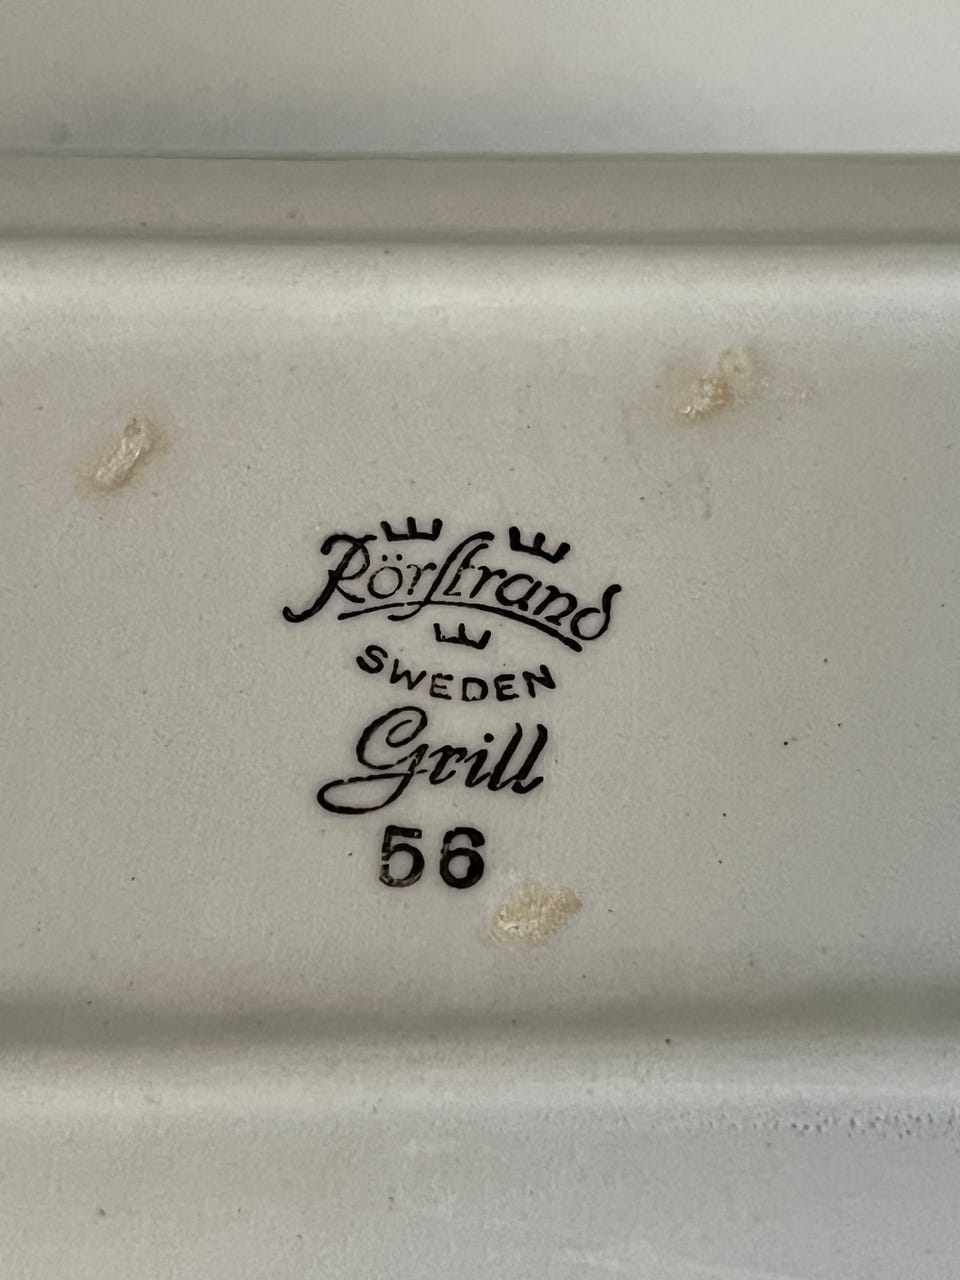 Rörstrand
SWEDEN
Grill
56